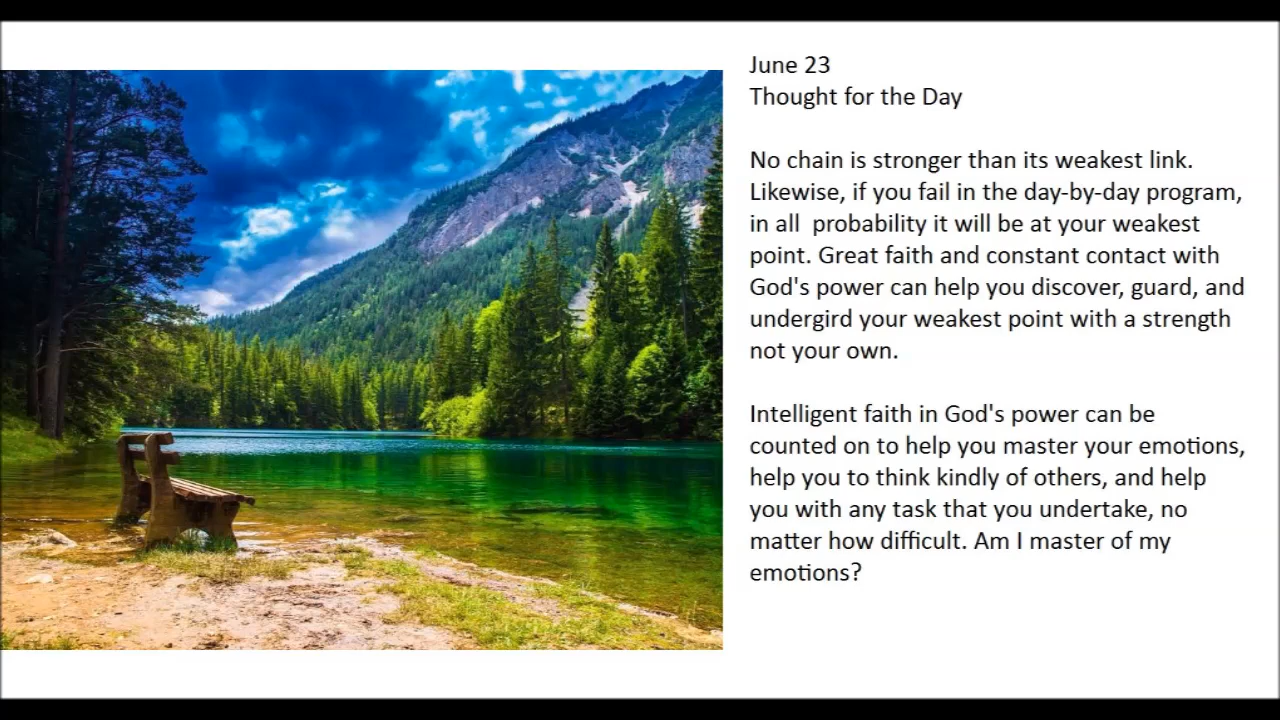 June 23
Thought for the Day
No chain is stronger than its weakest link.
Likewise, if you fail in the day-by-day program,
in all  probability it will be at your weakest
point. Great faith and constant contact with
God's power can help you discover, guard, and
undergird your weakest point with a strength
not your own.
Intelligent faith in God's power can be
counted on to help you master your emotions,
help you to think kindly of others, and help
you with any task that you undertake, no
matter how difficult. Am I master of my
emotions?